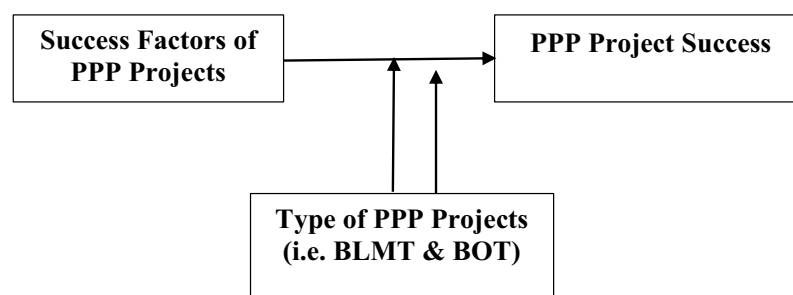 Success Factors of
PPP Projects
PPP Project Success
Type of PPP Projects
(i.e. BLMT & BOT)